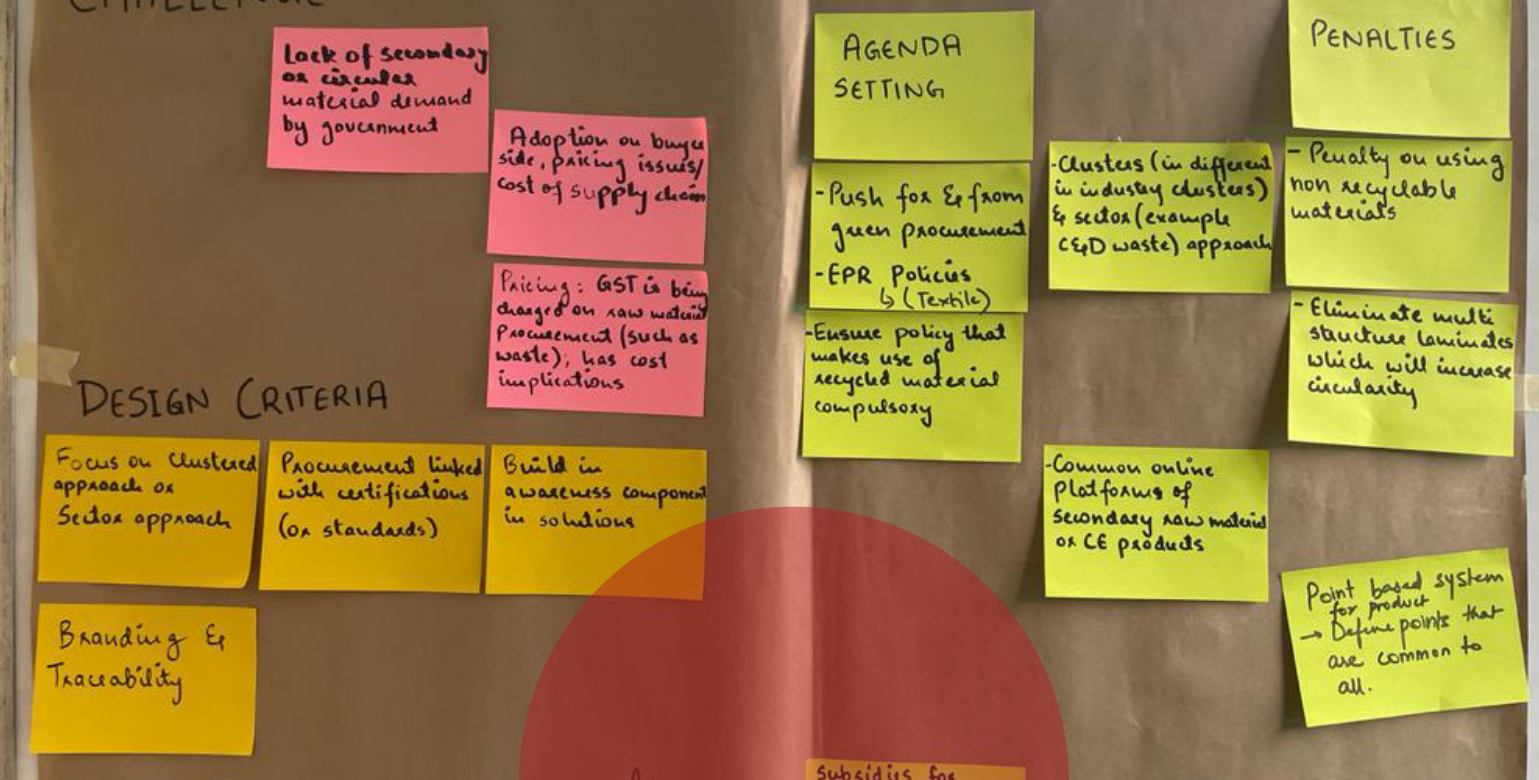 CHALLENGE
Lack of secondary
or circular
material demand
by government
Adoption on buyer
side, pricing issues/
cost of supply chain
Pricing: GST is being
charged on raw material
Procurement (such as
waste); has cost
implications
DESIGN CRITERIA
Focus on Clustered
approach or
Sector approach
Procurement linked
with certifications
(or standards)
Build in
awareness component
in solutions
Branding &
Traceability
AGENDA
SETTING
-Push for & from
green procurement
-EPR Policies
↳ (Textile)
-Ensure policy that
makes use of
recycled material
compulsory
-Clusters (in different
in industry clusters)
& sector (example
C&D waste) approach
-Common online
Platforms of
secondary raw material
or CE products
PENALTIES
- Penalty on using
non recyclable
materials
- Eliminate multi
structure laminates
which will increase
circularity
Point based system
for product
→ Define points that
are common to
all.
Subsidies for